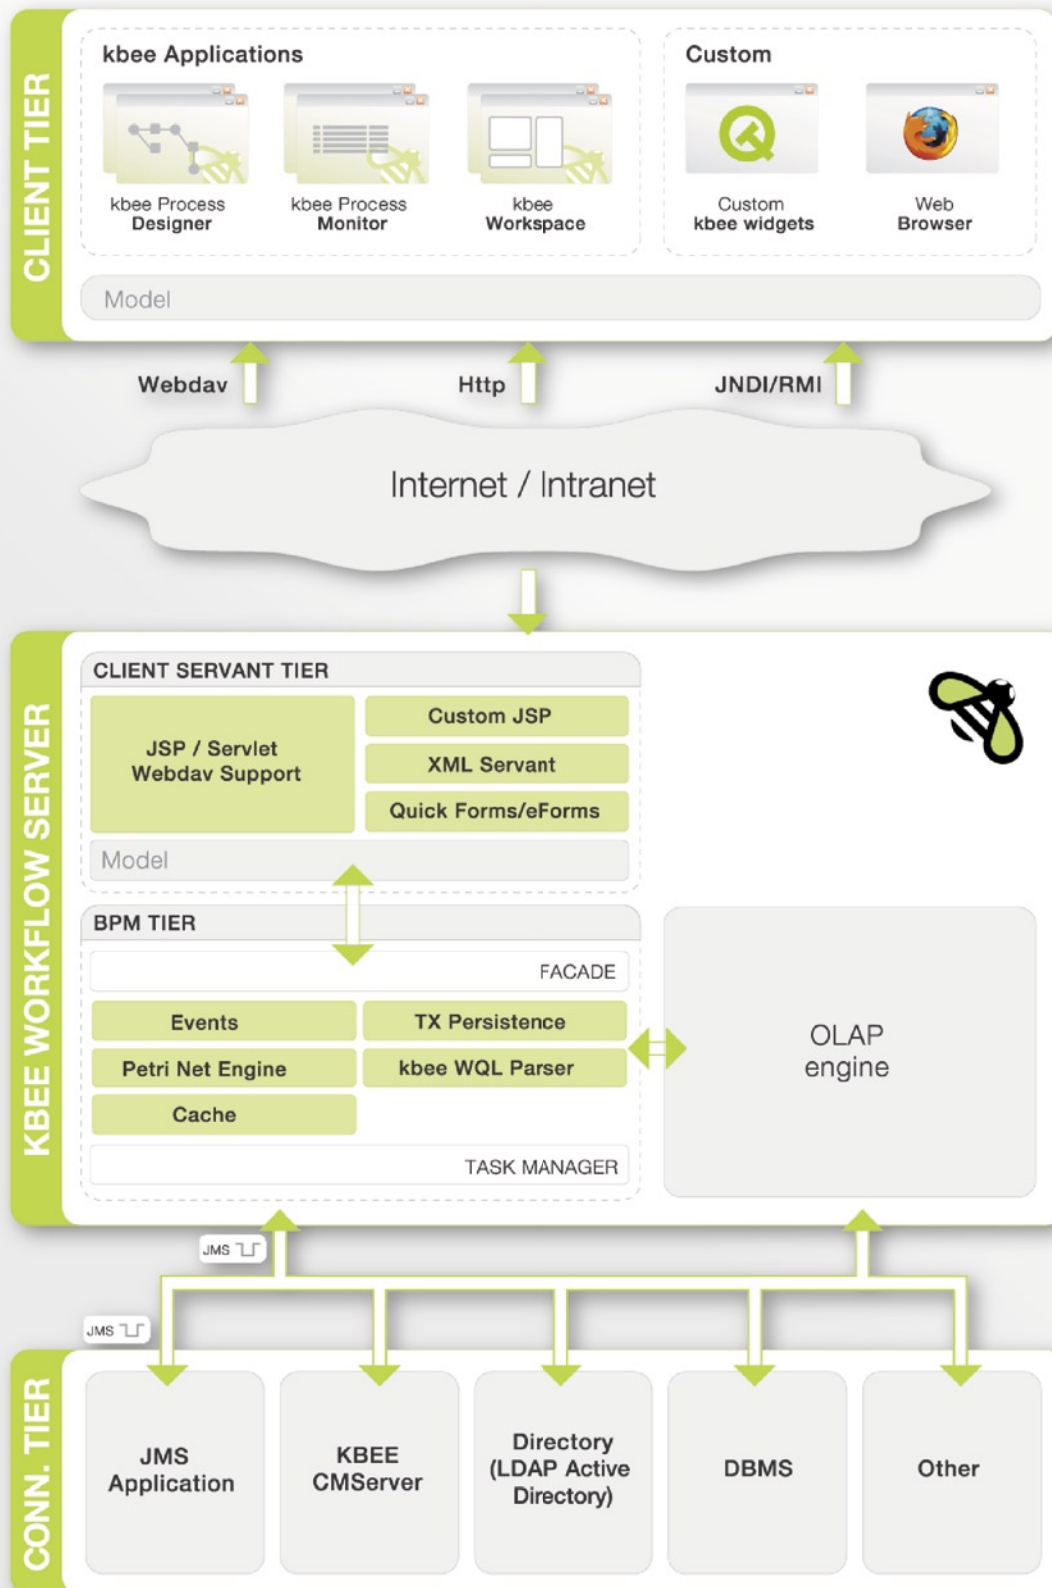 CLIENT TIER
kbee Applications
kbee Process
Designer
kbee Process
Monitor
kbee
Workspace
Custom
Custom
kbee widgets
Web
Browser
Model
Webdav
Http
JNDI/RMI
Internet / Intranet
KBEE WORKFLOW SERVER
CLIENT SERVANT TIER
JSP / Servlet
Webdav Support
Custom JSP
XML Servant
Quick Forms/eForms
Model
BPM TIER
FACADE
Events
TX Persistence
Petri Net Engine
kbee WQL Parser
Cache
TASK MANAGER
OLAP
engine
JMS
JMS
CONN. TIER
JMS
Application
KBEE
CMServer
Directory
(LDAP Active
Directory)
DBMS
Other